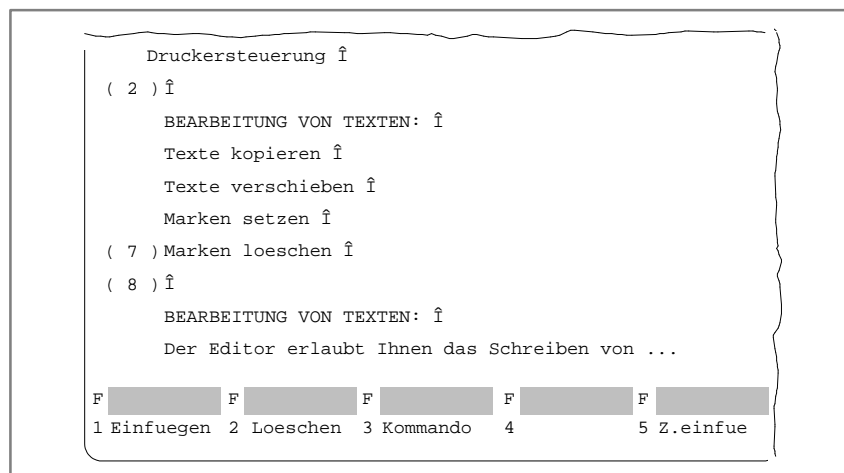 Druckersteuerung Î
( 2 ) Î
BEARBEITUNG VON TEXTEN: Î
Texte kopieren Î
Texte verschieben Î
Marken setzen Î
( 7 ) Marken loeschen Î
( 8 ) Î
BEARBEITUNG VON TEXTEN: Î
Der Editor erlaubt Ihnen das Schreiben von ...
F F F F F
1 Einfuegen 2 Loeschen 3 Kommando 4 5 Z.einfue